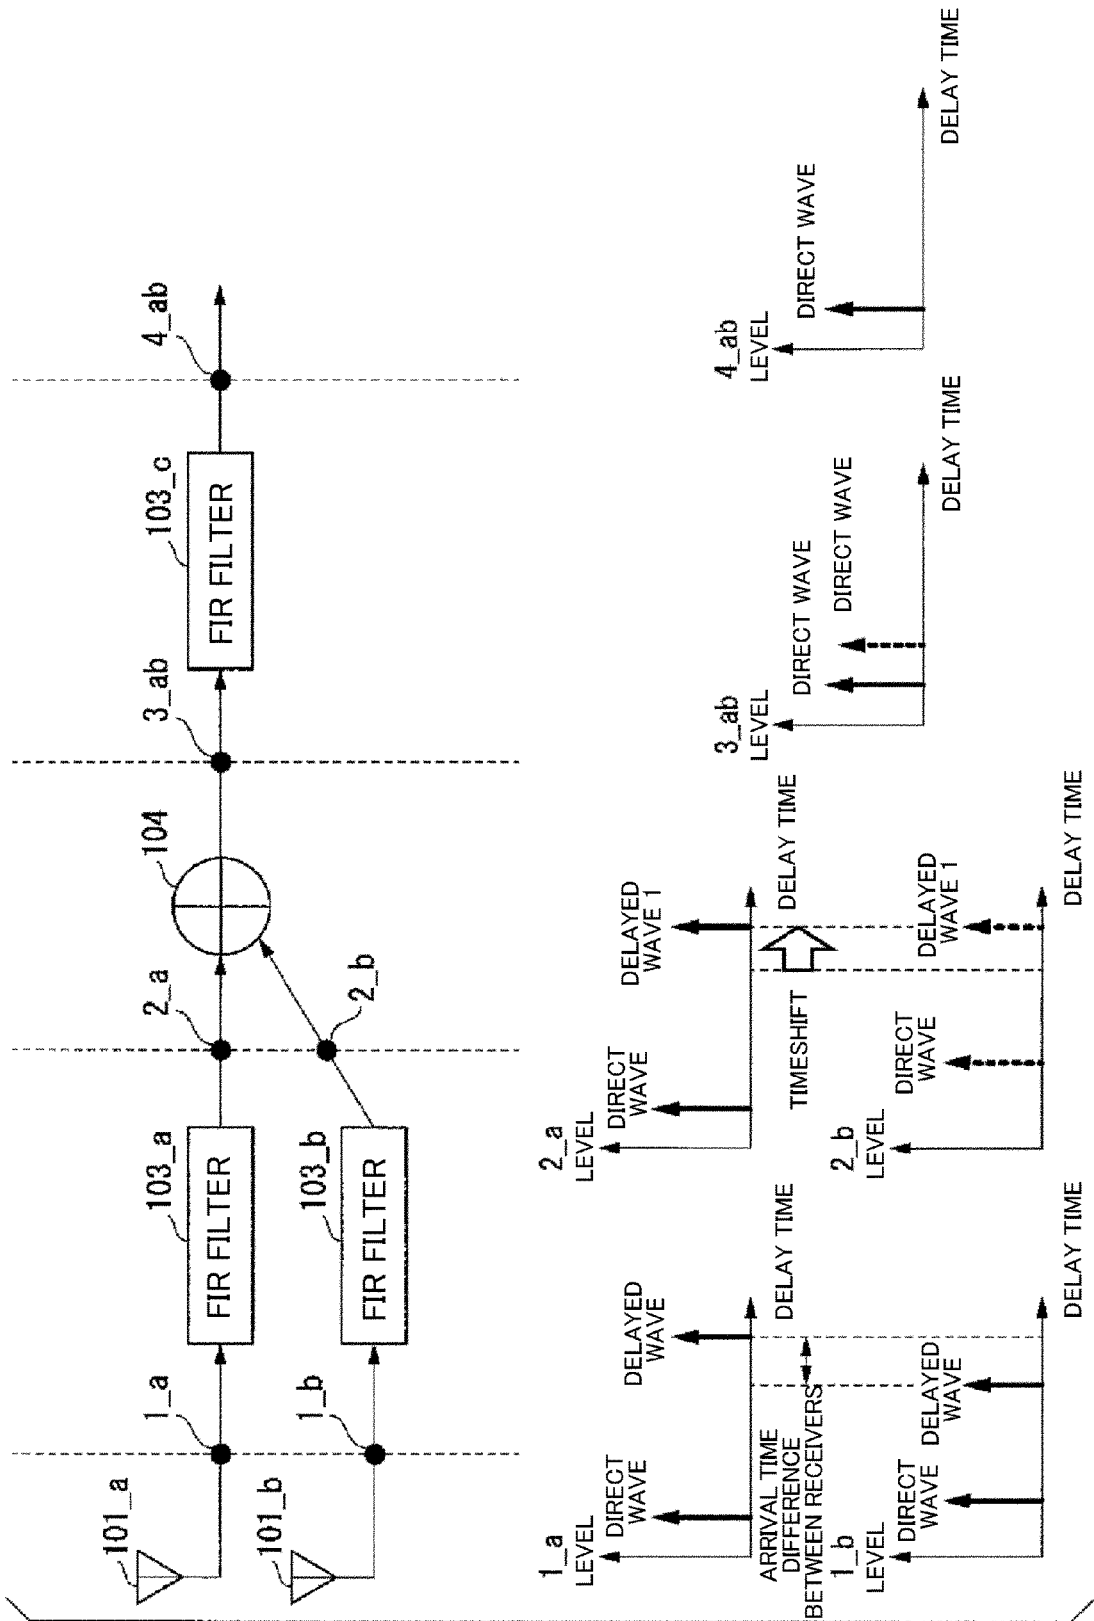 101_a
1_a
FIR FILTER
103_a
2_a
104
3_ab
FIR FILTER
103_c
4_ab
101_b
1_b
FIR FILTER
103_b
2_b
1_a
LEVEL
DIRECT
WAVE
DELAYED
WAVE
DELAY TIME
ARRIVAL TIME
DIFFERENCE
BETWEEN RECEIVERS
1_b
LEVEL
DIRECT
WAVE
DELAYED
WAVE
DELAY TIME
2_a
LEVEL
DIRECT
WAVE
DELAYED
WAVE 1
DELAY TIME
TIMESHIFT
2_b
LEVEL
DIRECT
WAVE
DELAYED
WAVE 1
DELAY TIME
3_ab
LEVEL
DIRECT WAVE
DIRECT WAVE
DELAY TIME
4_ab
LEVEL
DIRECT WAVE
DELAY TIME